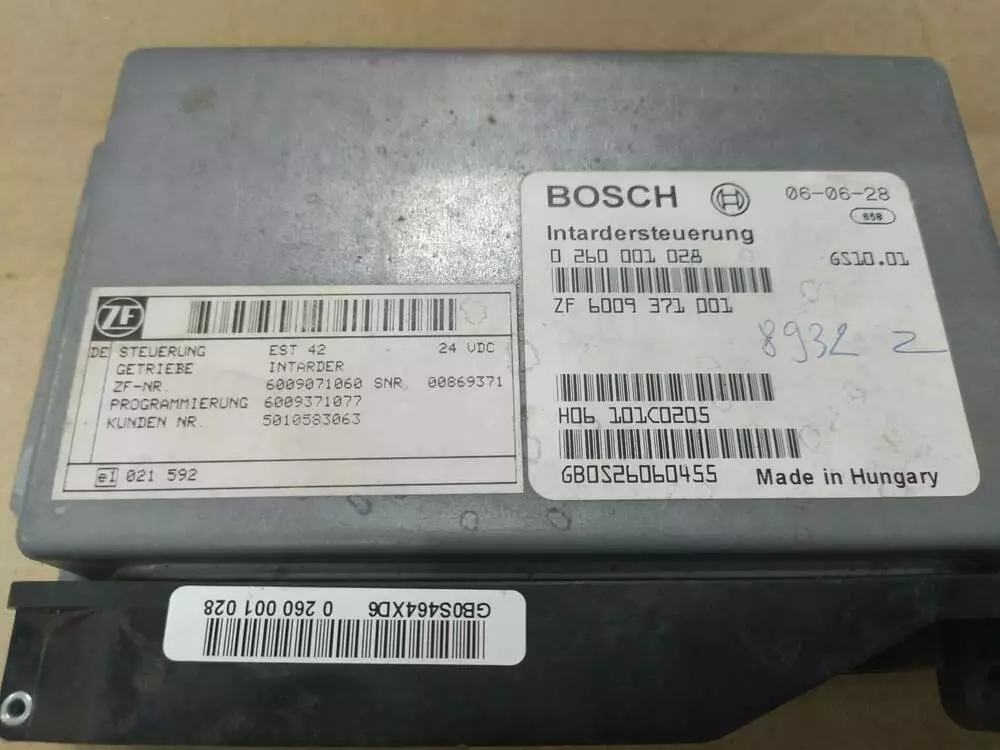 BOSCH
06-06-28
858
Intardersteuerung
0 260 001 028
GS10.01
ZF 6009 371 001
8932 Z
H06 101C0205
GB0S26060455
Made in Hungary
ZF
DE STEUERUNG EST 42 24 VDC
GETRIEBE INTARDER
ZF-NR. 6009071060 SNR. 00869371
PROGRAMMIERUNG 6009371077
KUNDEN NR. 5010583063
e1 021 592
GB0S464XD6 0 260 001 028